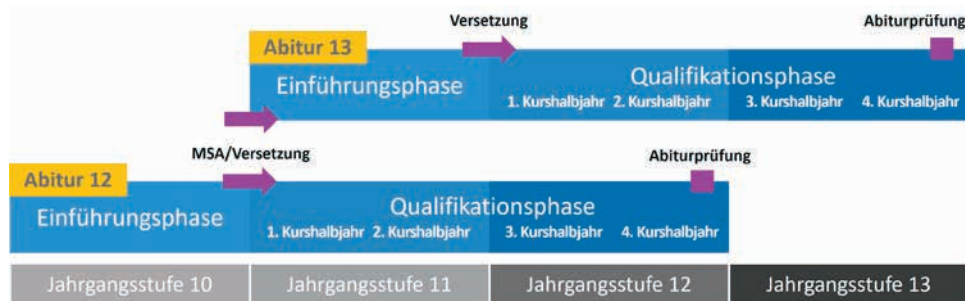 Versetzung
Abiturprüfung
Abitur 13
Einführungsphase
Qualifikationsphase
1. Kurshalbjahr 2. Kurshalbjahr 3. Kurshalbjahr 4. Kurshalbjahr
MSA/Versetzung
Abiturprüfung
Abitur 12
Einführungsphase
Qualifikationsphase
1. Kurshalbjahr 2. Kurshalbjahr 3. Kurshalbjahr 4. Kurshalbjahr
Jahrgangsstufe 10 Jahrgangsstufe 11 Jahrgangsstufe 12 Jahrgangsstufe 13